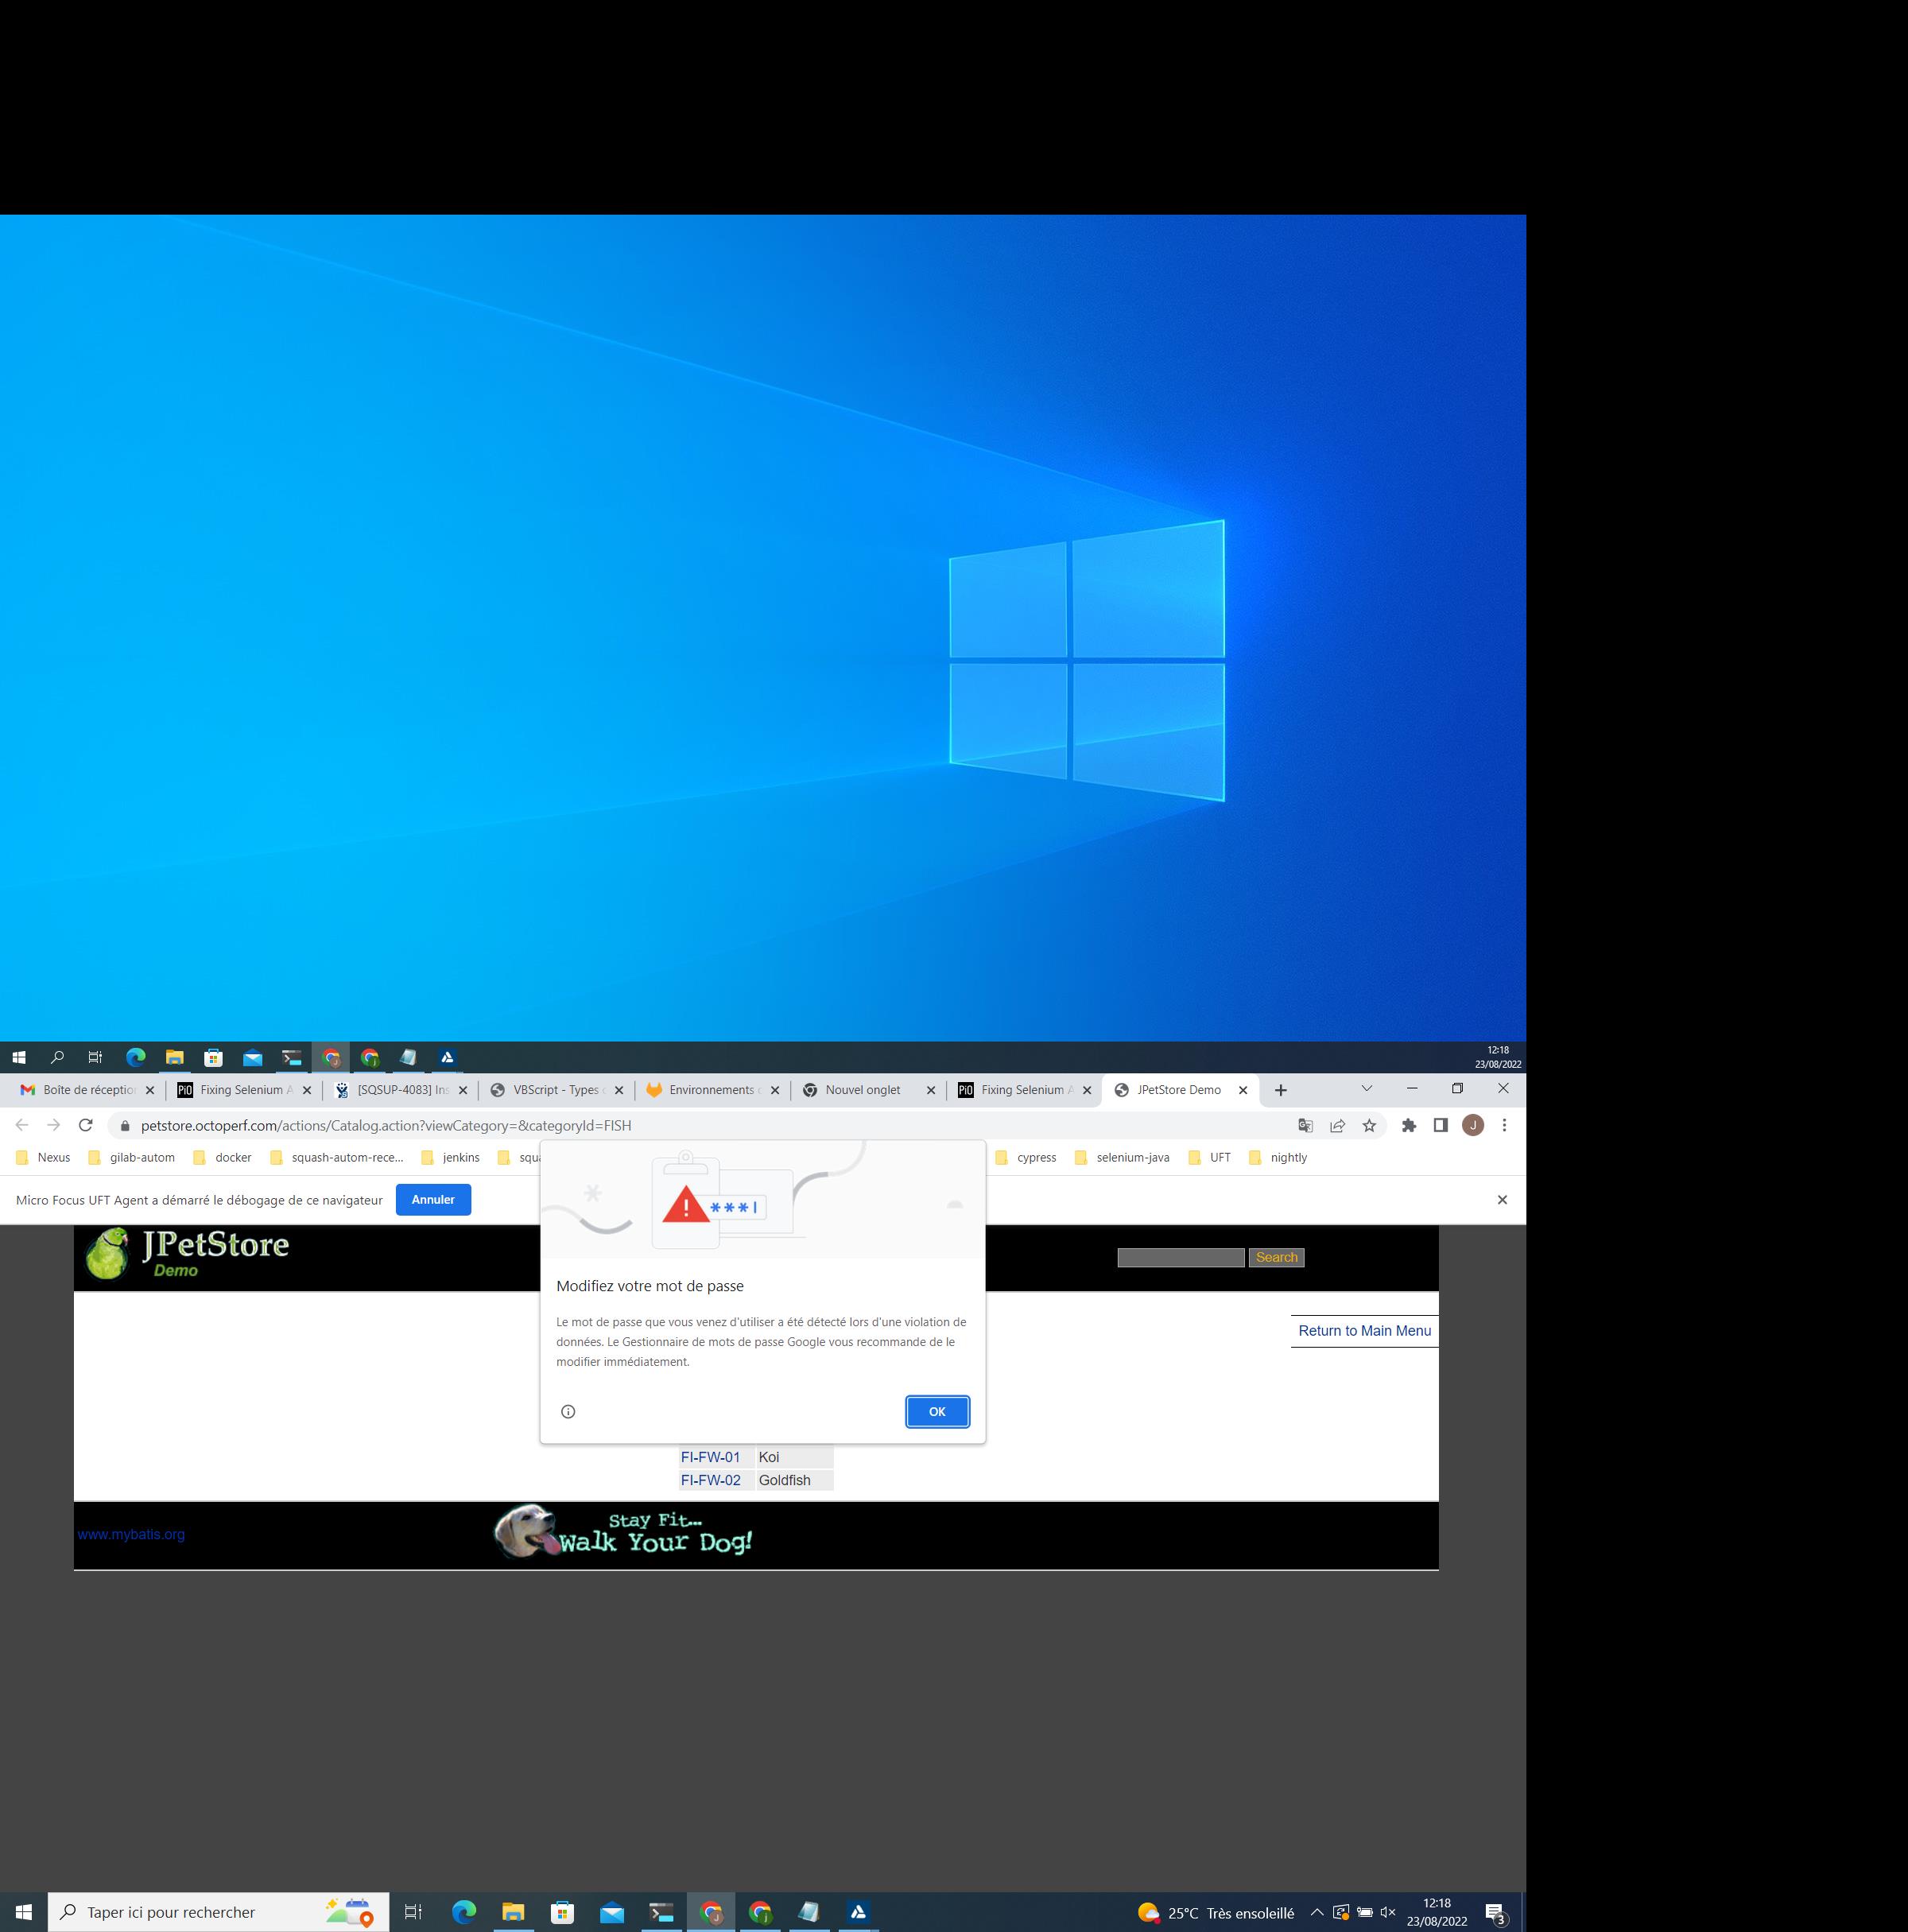 12:18
23/08/2022
Boîte de réception
Fixing Selenium A
[SQSUP-4083] Ins
VBScript - Types
Environnements
Nouvel onglet
Fixing Selenium A
JPetStore Demo
petstore.octoperf.com/actions/Catalog.action?viewCategory=&categoryId=FISH
J
Nexus
gilab-autom
docker
squash-autom-rece...
jenkins
squa
cypress
selenium-java
UFT
nightly
Micro Focus UFT Agent a démarré le débogage de ce navigateur
Annuler
***|
JPetStore
Demo
Search
Modifiez votre mot de passe
Le mot de passe que vous venez d'utiliser a été détecté lors d'une violation de
données. Le Gestionnaire de mots de passe Google vous recommande de le
modifier immédiatement.
OK
Return to Main Menu
FI-FW-01 Koi
FI-FW-02 Goldfish
www.mybatis.org
Stay Fit...
Walk Your Dog!
Taper ici pour rechercher
25°C Très ensoleillé
12:18
23/08/2022
3